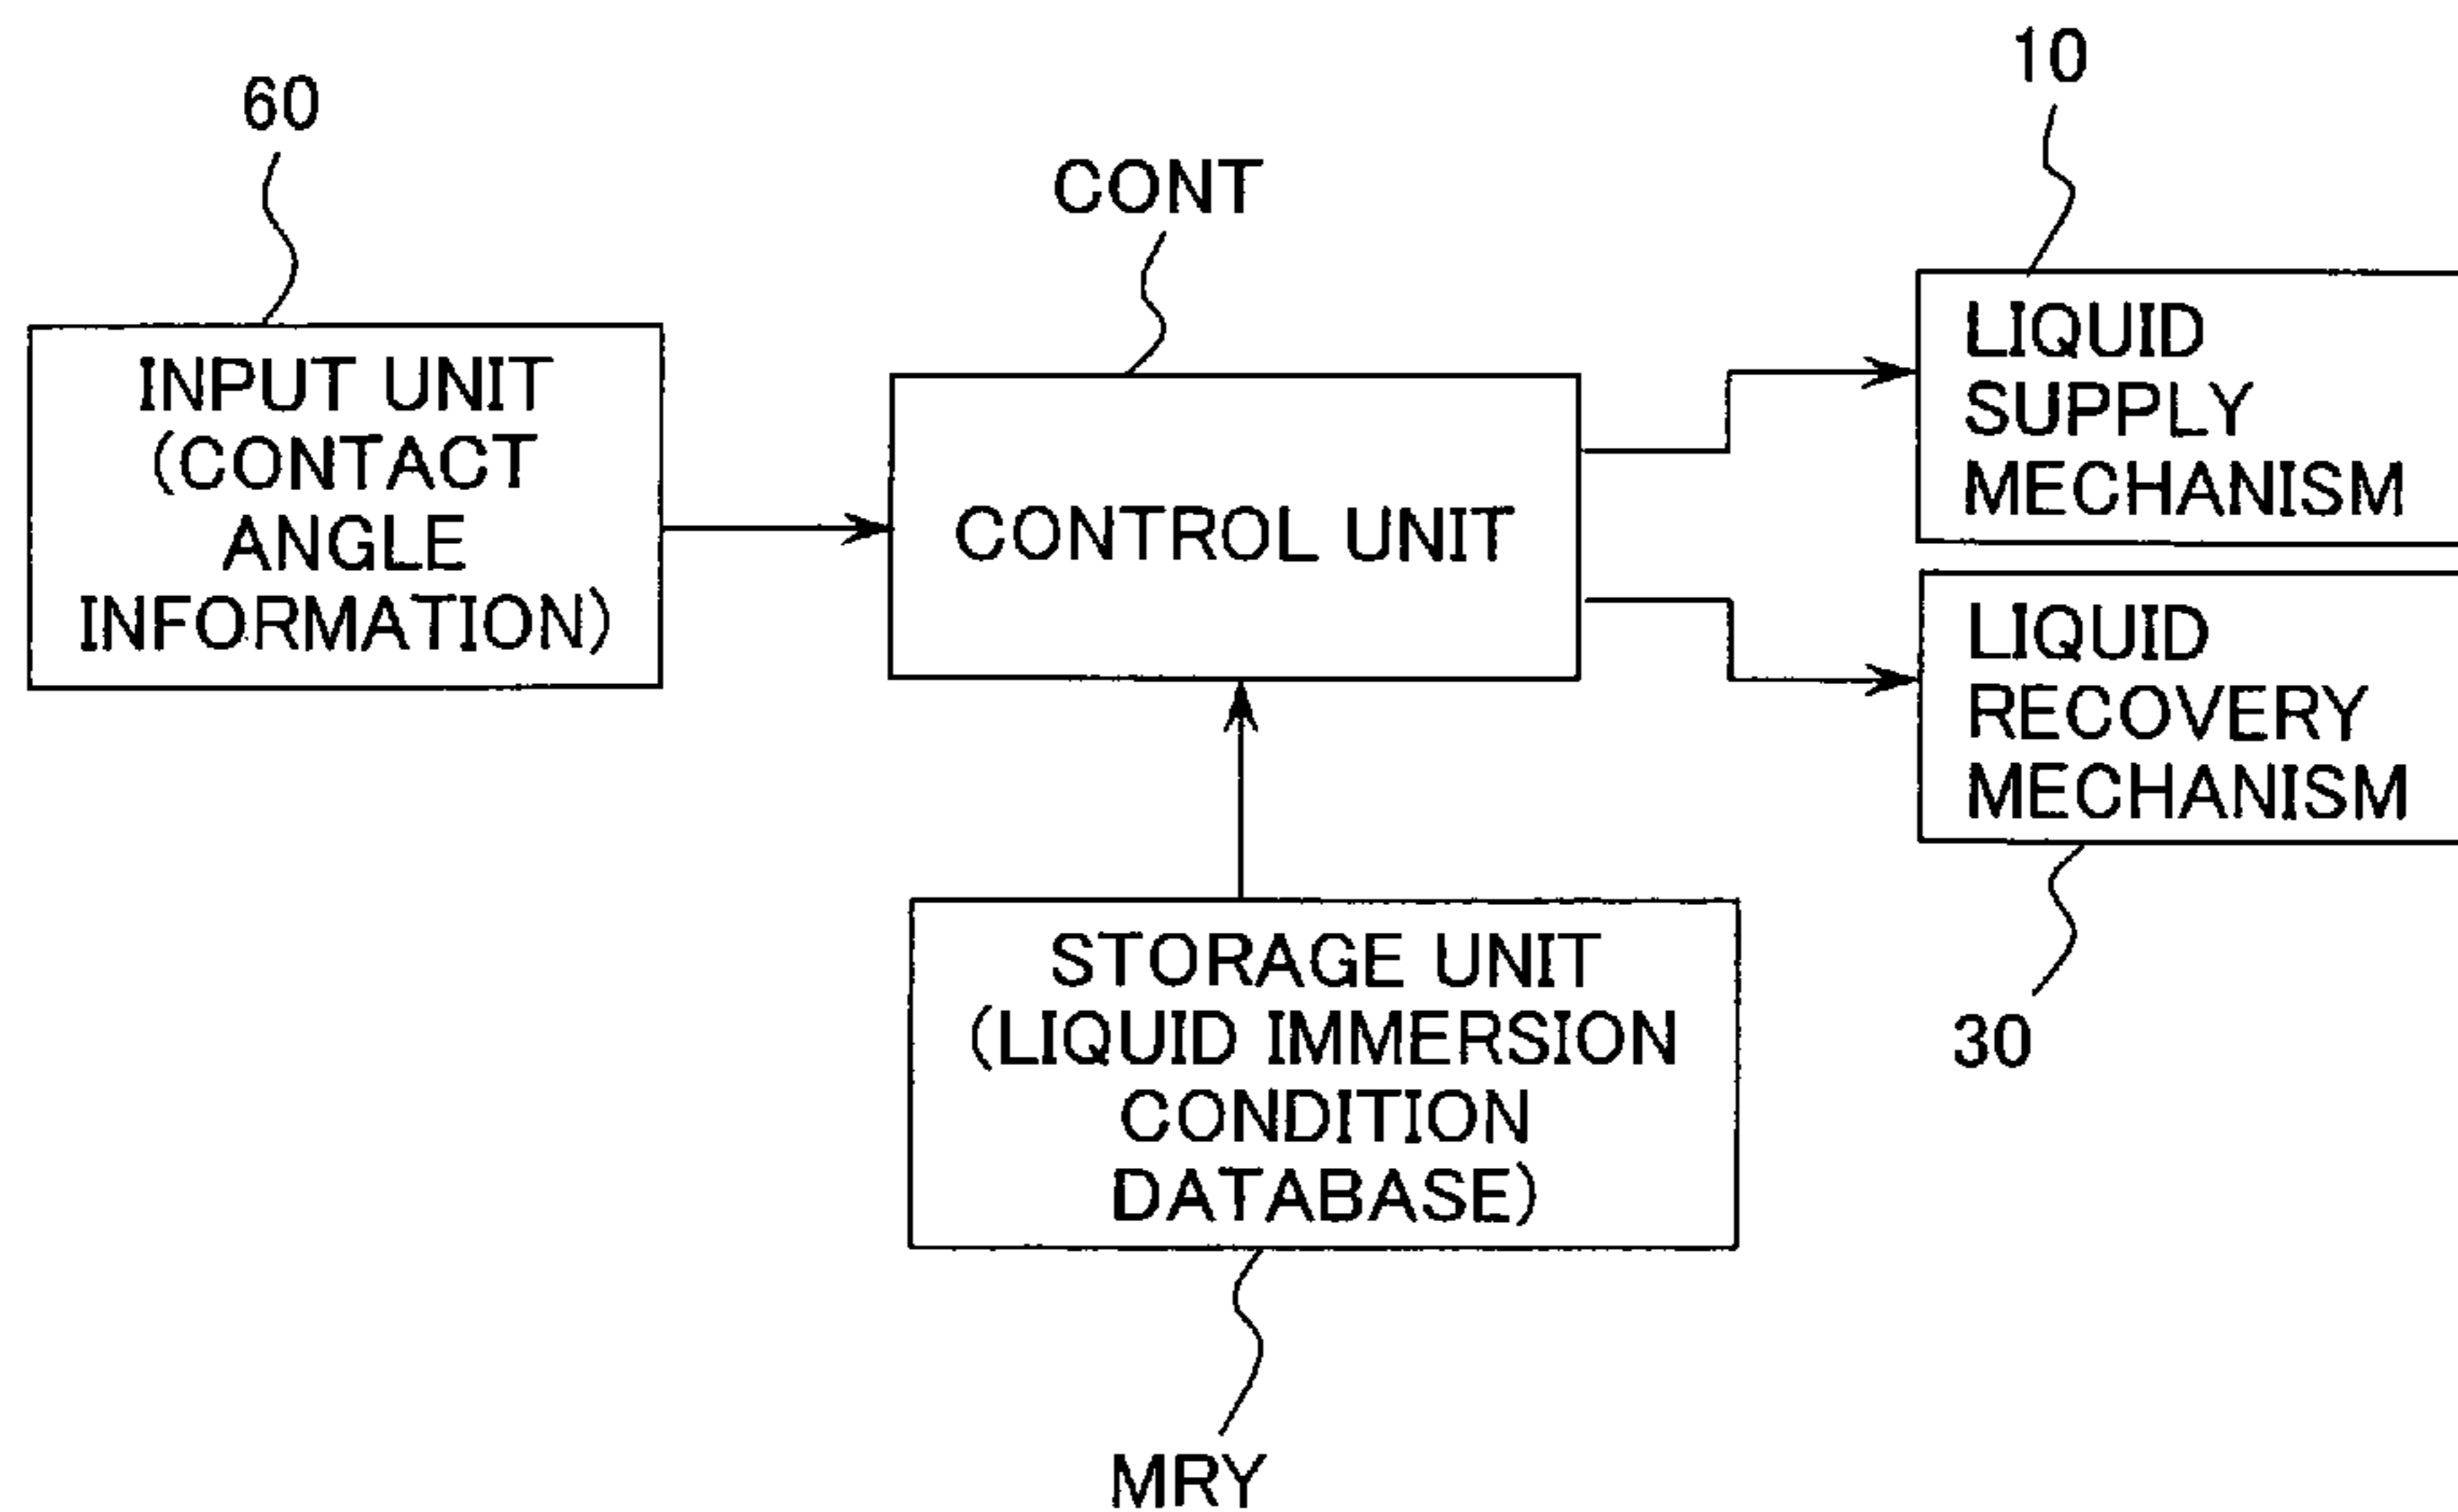 60
INPUT UNIT
(CONTACT
ANGLE
INFORMATION)
CONT
CONTROL UNIT
10
LIQUID
SUPPLY
MECHANISM
LIQUID
RECOVERY
MECHANISM
30
STORAGE UNIT
(LIQUID IMMERSION
CONDITION
DATABASE)
MRY